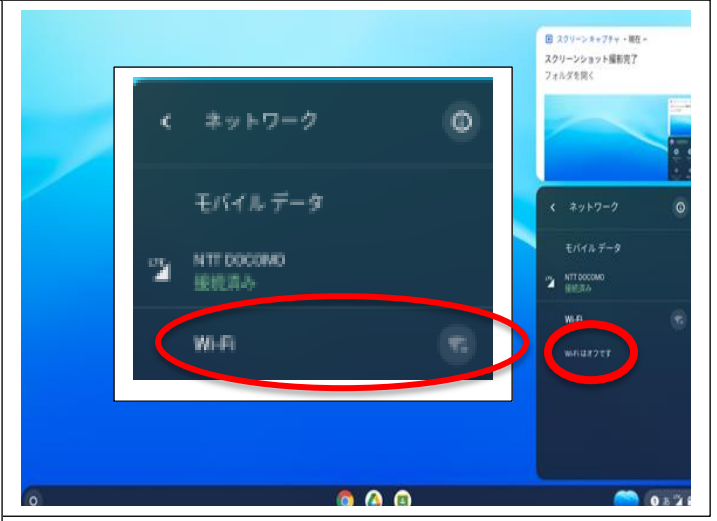 スクリーンキャプチャ・現在
スクリーンショット撮影完了
フォルダを開く
ネットワーク
モバイル データ
LTE
NTT DOCOMO
接続済み
Wi-Fi
ネットワーク
モバイル データ
NTT DOCOMO
接続済み
Wi-Fi
Wi-Fi はオフです
あ